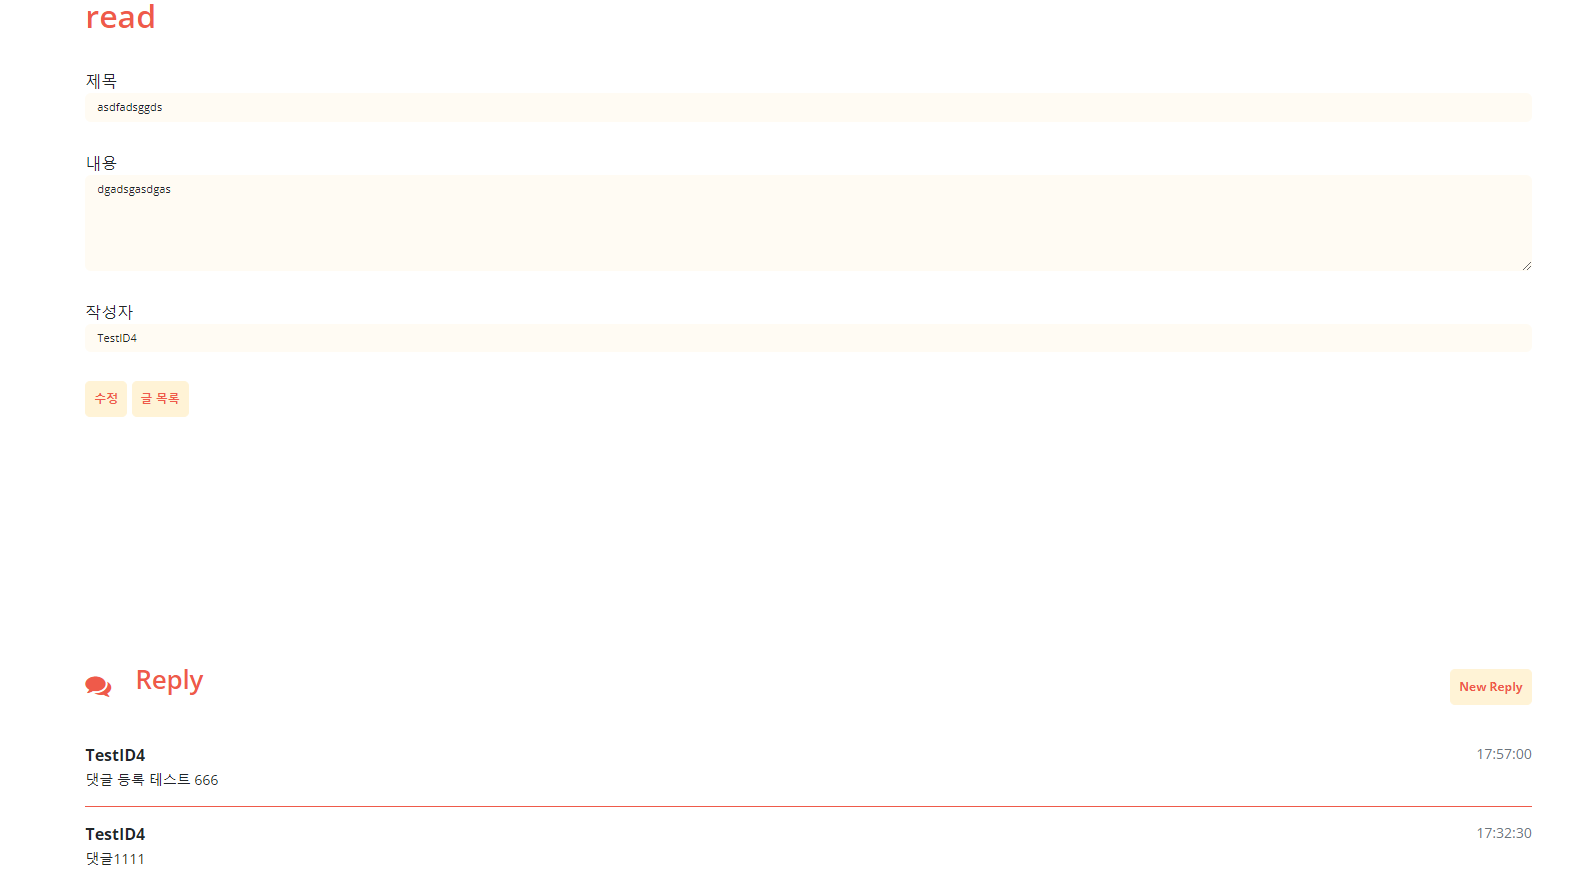 read
제목
asdfadsggds
내용
dgadsgasdgas
작성자
TestID4
수정 글 목록
Reply New Reply
TestID4 17:57:00
댓글 등록 테스트 666
TestID4 17:32:30
댓글1111